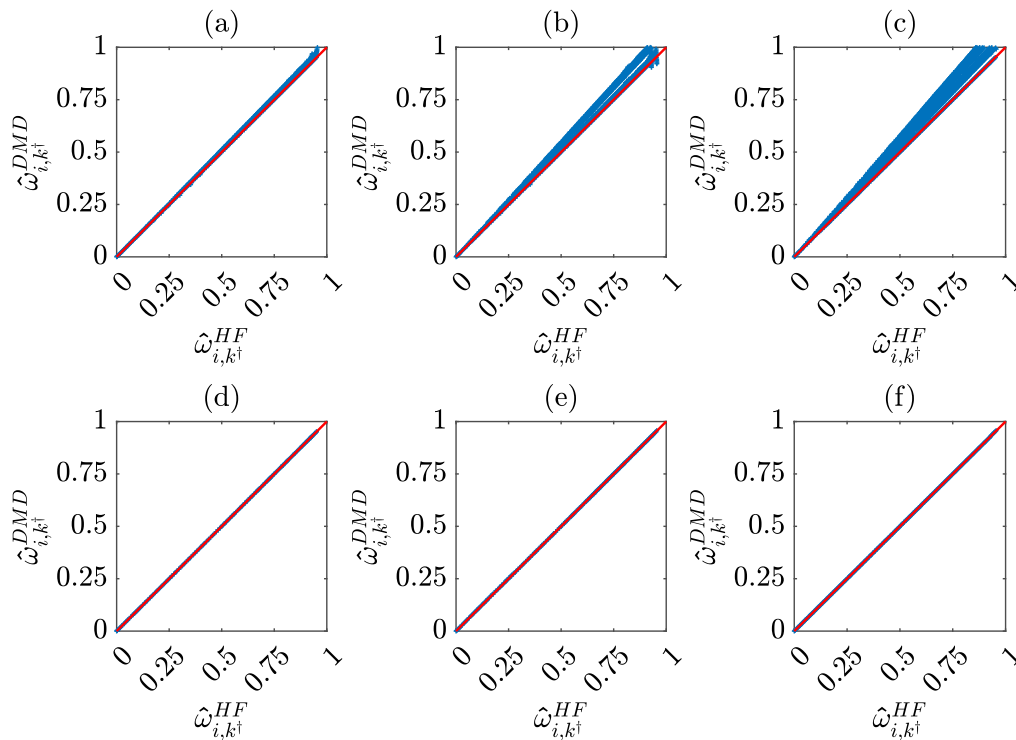 (a) (b) (c)
1 1 1
0.75 0.75 0.75
0.5 0.5 0.5
0.25 0.25 0.25
0 0 0
ω̂_{i,k†}^{DMD} ω̂_{i,k†}^{DMD} ω̂_{i,k†}^{DMD}
0 0.25 0.5 0.75 1 0 0.25 0.5 0.75 1 0 0.25 0.5 0.75 1
ω̂_{i,k†}^{HF} ω̂_{i,k†}^{HF} ω̂_{i,k†}^{HF}
(d) (e) (f)
1 1 1
0.75 0.75 0.75
0.5 0.5 0.5
0.25 0.25 0.25
0 0 0
ω̂_{i,k†}^{DMD} ω̂_{i,k†}^{DMD} ω̂_{i,k†}^{DMD}
0 0.25 0.5 0.75 1 0 0.25 0.5 0.75 1 0 0.25 0.5 0.75 1
ω̂_{i,k†}^{HF} ω̂_{i,k†}^{HF} ω̂_{i,k†}^{HF}